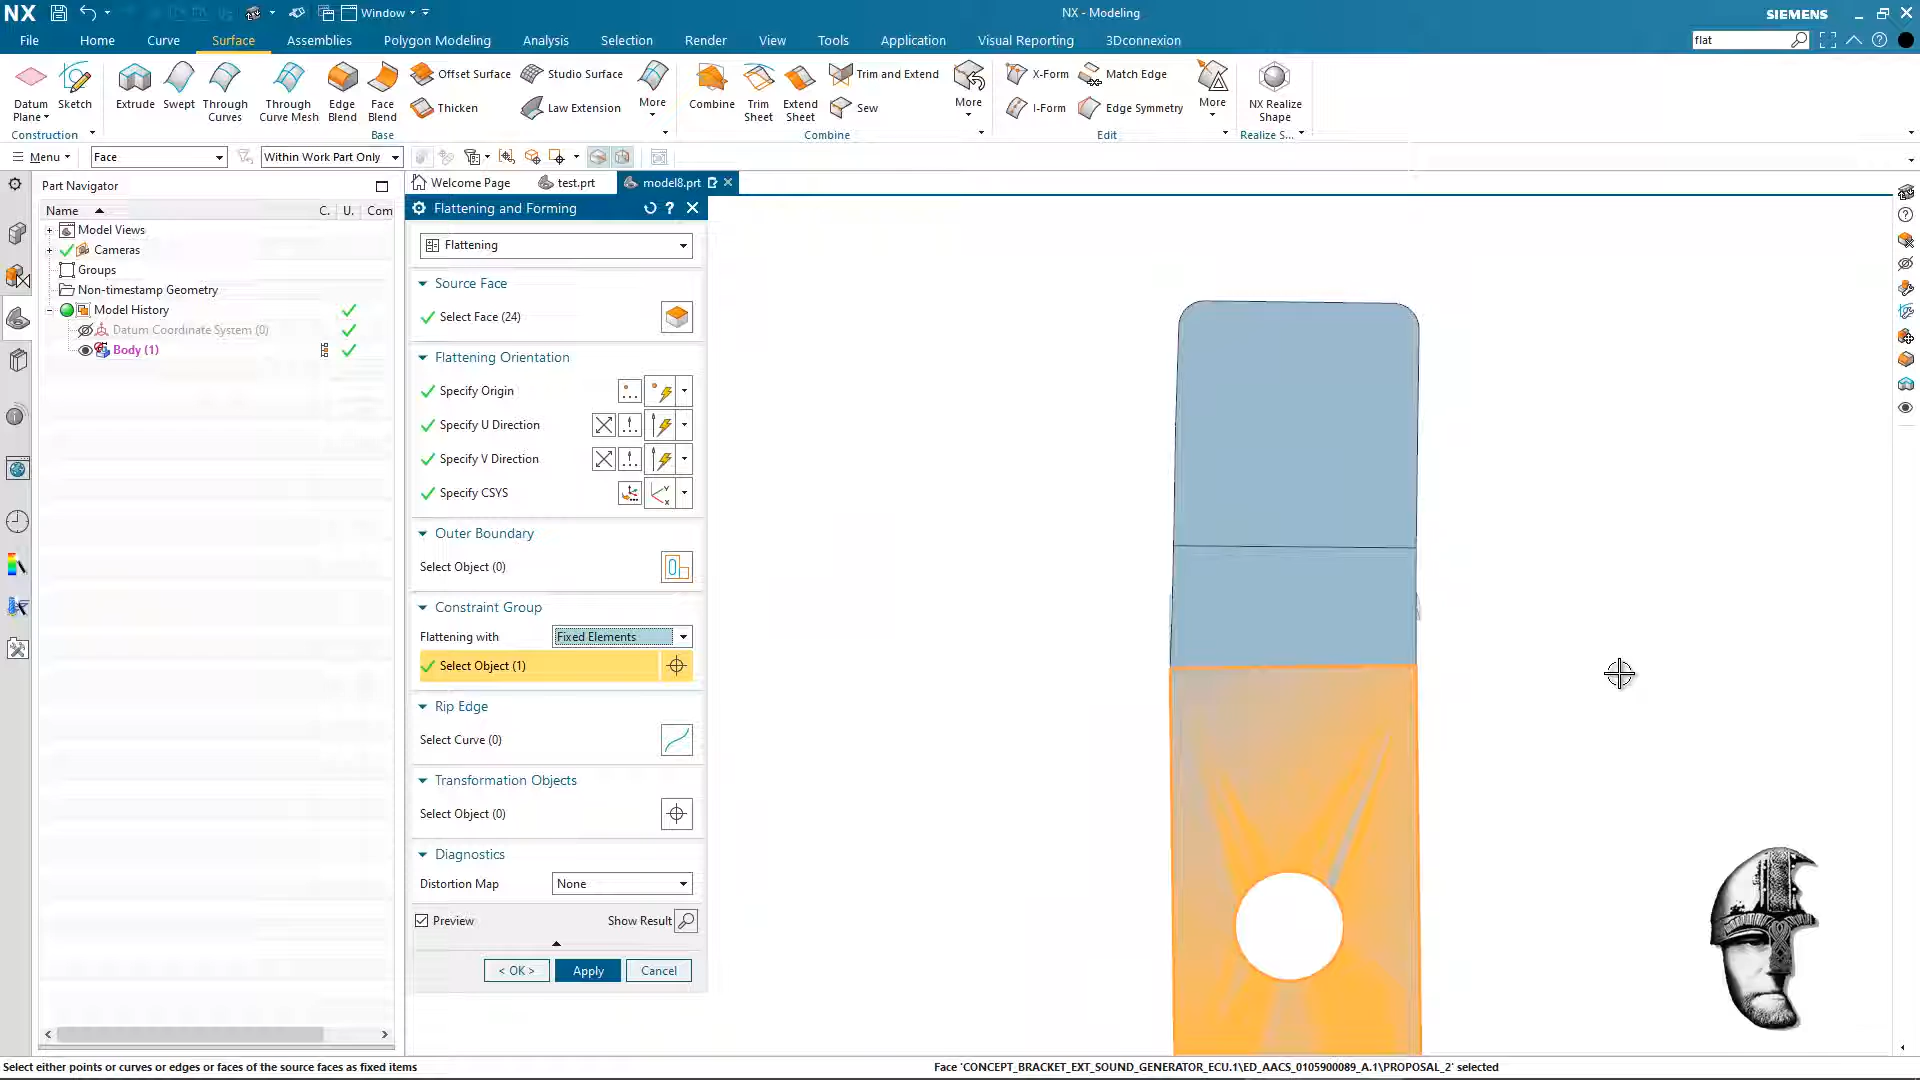 NX
Window
NX - Modeling
SIEMENS
File Home Curve Surface Assemblies Polygon Modeling Analysis Selection Render View Tools Application Visual Reporting 3Dconnexion
flat
Datum Plane
Sketch
Extrude
Swept
Through Curves
Through Curve Mesh
Edge Blend
Face Blend
Offset Surface
Thicken
Studio Surface
Law Extension
More
Combine
Trim Sheet
Extend Sheet
Trim and Extend
Sew
More
X-Form
I-Form
Match Edge
Edge Symmetry
More
NX Realize Shape
Construction
Base
Combine
Edit
Realize S...
Menu
Face
Within Work Part Only
Part Navigator
Welcome Page
test.prt
model8.prt
Name C. U. Com
Model Views
Cameras
Groups
Non-timestamp Geometry
Model History
Datum Coordinate System (0)
Body (1)
Flattening and Forming
Flattening
Source Face
Select Face (24)
Flattening Orientation
Specify Origin
Specify U Direction
Specify V Direction
Specify CSYS
Outer Boundary
Select Object (0)
Constraint Group
Flattening with Fixed Elements
Select Object (1)
Rip Edge
Select Curve (0)
Transformation Objects
Select Object (0)
Diagnostics
Distortion Map None
Preview Show Result
< OK > Apply Cancel
Select either points or curves or edges or faces of the source faces as fixed items
Face 'CONCEPT_BRACKET_EXT_SOUND_GENERATOR_ECU.1\ED_AACS_0105900089_A.1\PROPOSAL_2' selected